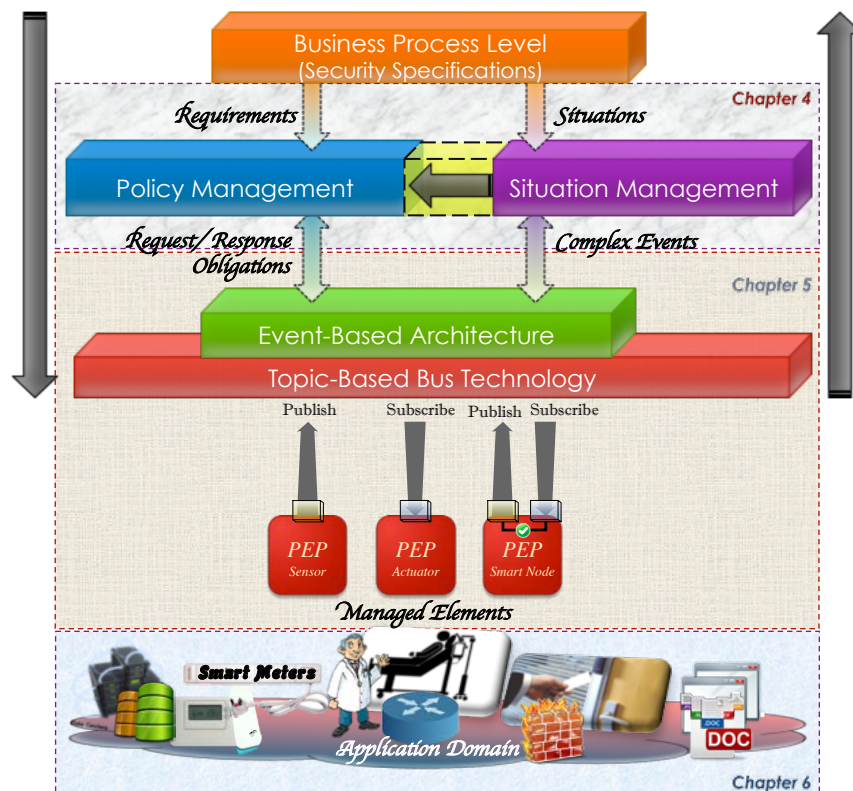 Business Process Level
(Security Specifications)
Chapter 4
Requirements
Situations
Policy Management
Situation Management
Request/Response
Obligations
Complex Events
Chapter 5
Event-Based Architecture
Topic-Based Bus Technology
Publish
Subscribe
Publish
Subscribe
PEP
Sensor
PEP
Actuator
PEP
Smart Node
Managed Elements
Smart Meters
.DOC
DOC
Application Domain
Chapter 6